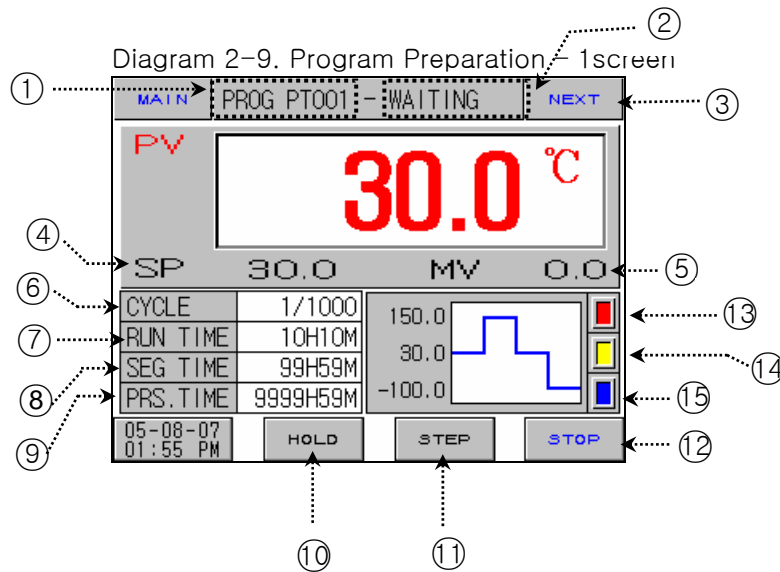 Diagram 2-9. Program Preparation - 1screen
① ② ③
MAIN PROG PT001 - WAITING NEXT
PV 30.0 ℃
④ SP 30.0 MV 0.0 ⑤
⑥ CYCLE 1/1000
⑦ RUN TIME 10H10M
⑧ SEG TIME 99H59M
⑨ PRS.TIME 9999H59M
150.0 ⑬
30.0 ⑭
-100.0 ⑮
05-08-07
01:55 PM
HOLD STEP STOP ⑫
⑩ ⑪